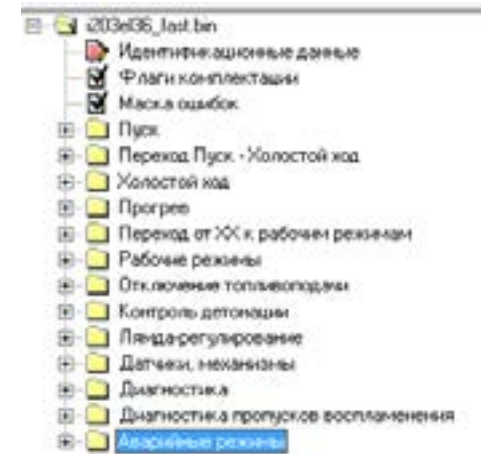 i203el36_last.bin
Идентификационные данные
Флаги комплектации
Маска ошибок
Пуск
Переход Пуск - Холостой ход
Холостой ход
Прогрев
Переход от ХХ к рабочим режимам
Рабочие режимы
Отключение топливоподачи
Контроль детонации
Лямда-регулирование
Датчики, механизмы
Диагностика
Диагностика пропусков воспламенения
Аварийные режимы